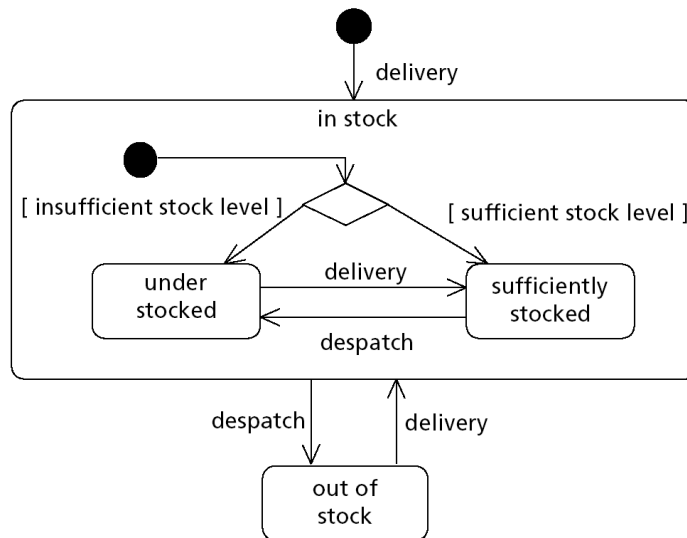 delivery
in stock
[ insufficient stock level ]
[ sufficient stock level ]
under
stocked
delivery
sufficiently
stocked
despatch
despatch
delivery
out of
stock